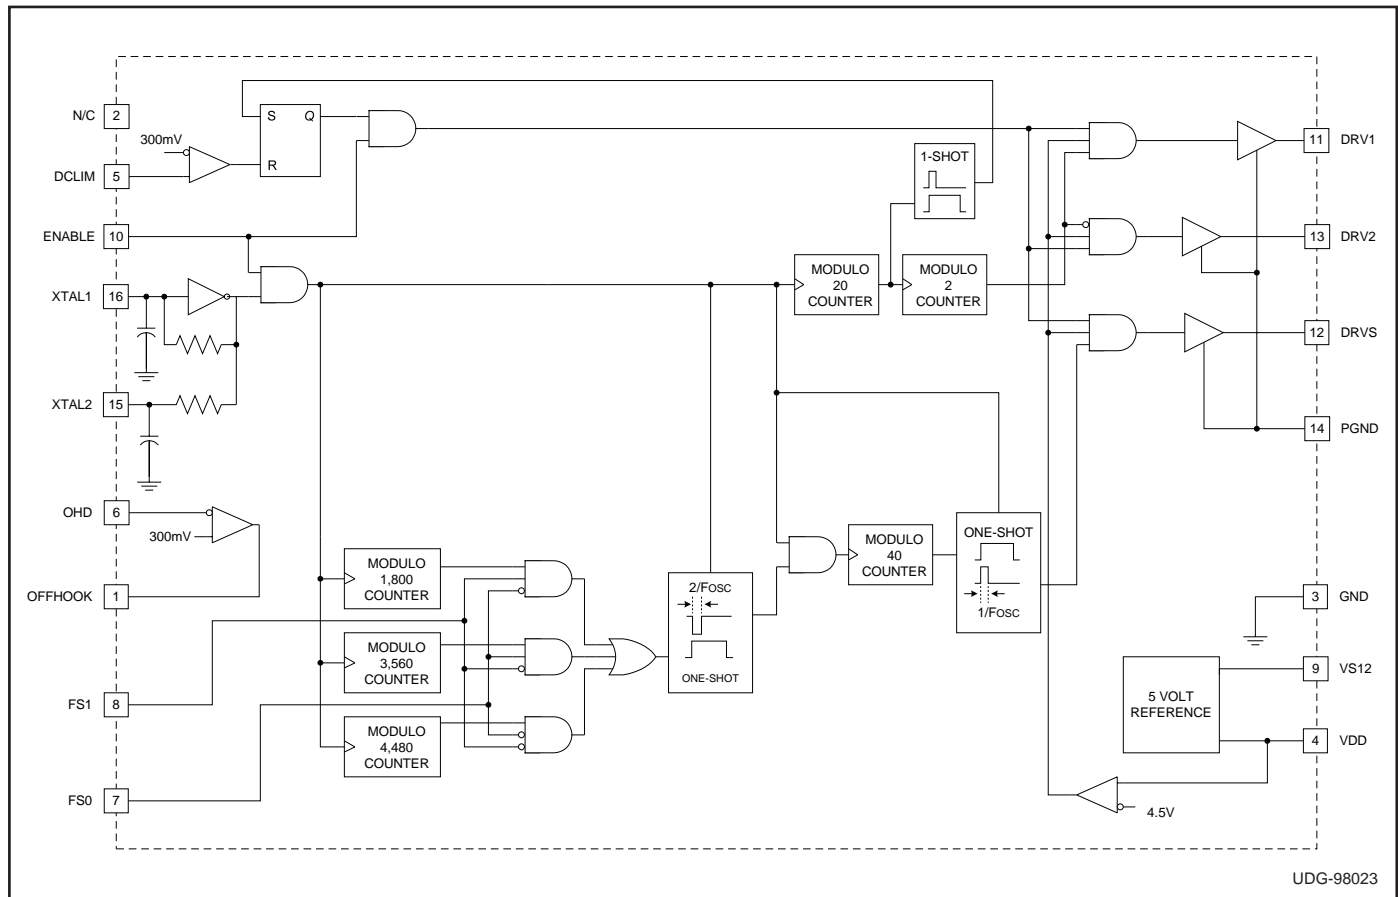 N/C 2
300mV
S Q
R
DCLIM 5
ENABLE 10
XTAL1 16
XTAL2 15
OHD 6
300mV
OFFHOOK 1
FS1 8
FS0 7
MODULO
1,800
COUNTER
MODULO
3,560
COUNTER
MODULO
4,480
COUNTER
2/FOSC
ONE-SHOT
1-SHOT
MODULO
20
COUNTER
MODULO
2
COUNTER
MODULO
40
COUNTER
ONE-SHOT
1/FOSC
11 DRV1
13 DRV2
12 DRVS
14 PGND
3 GND
9 VS12
5 VOLT
REFERENCE
4 VDD
4.5V
UDG-98023